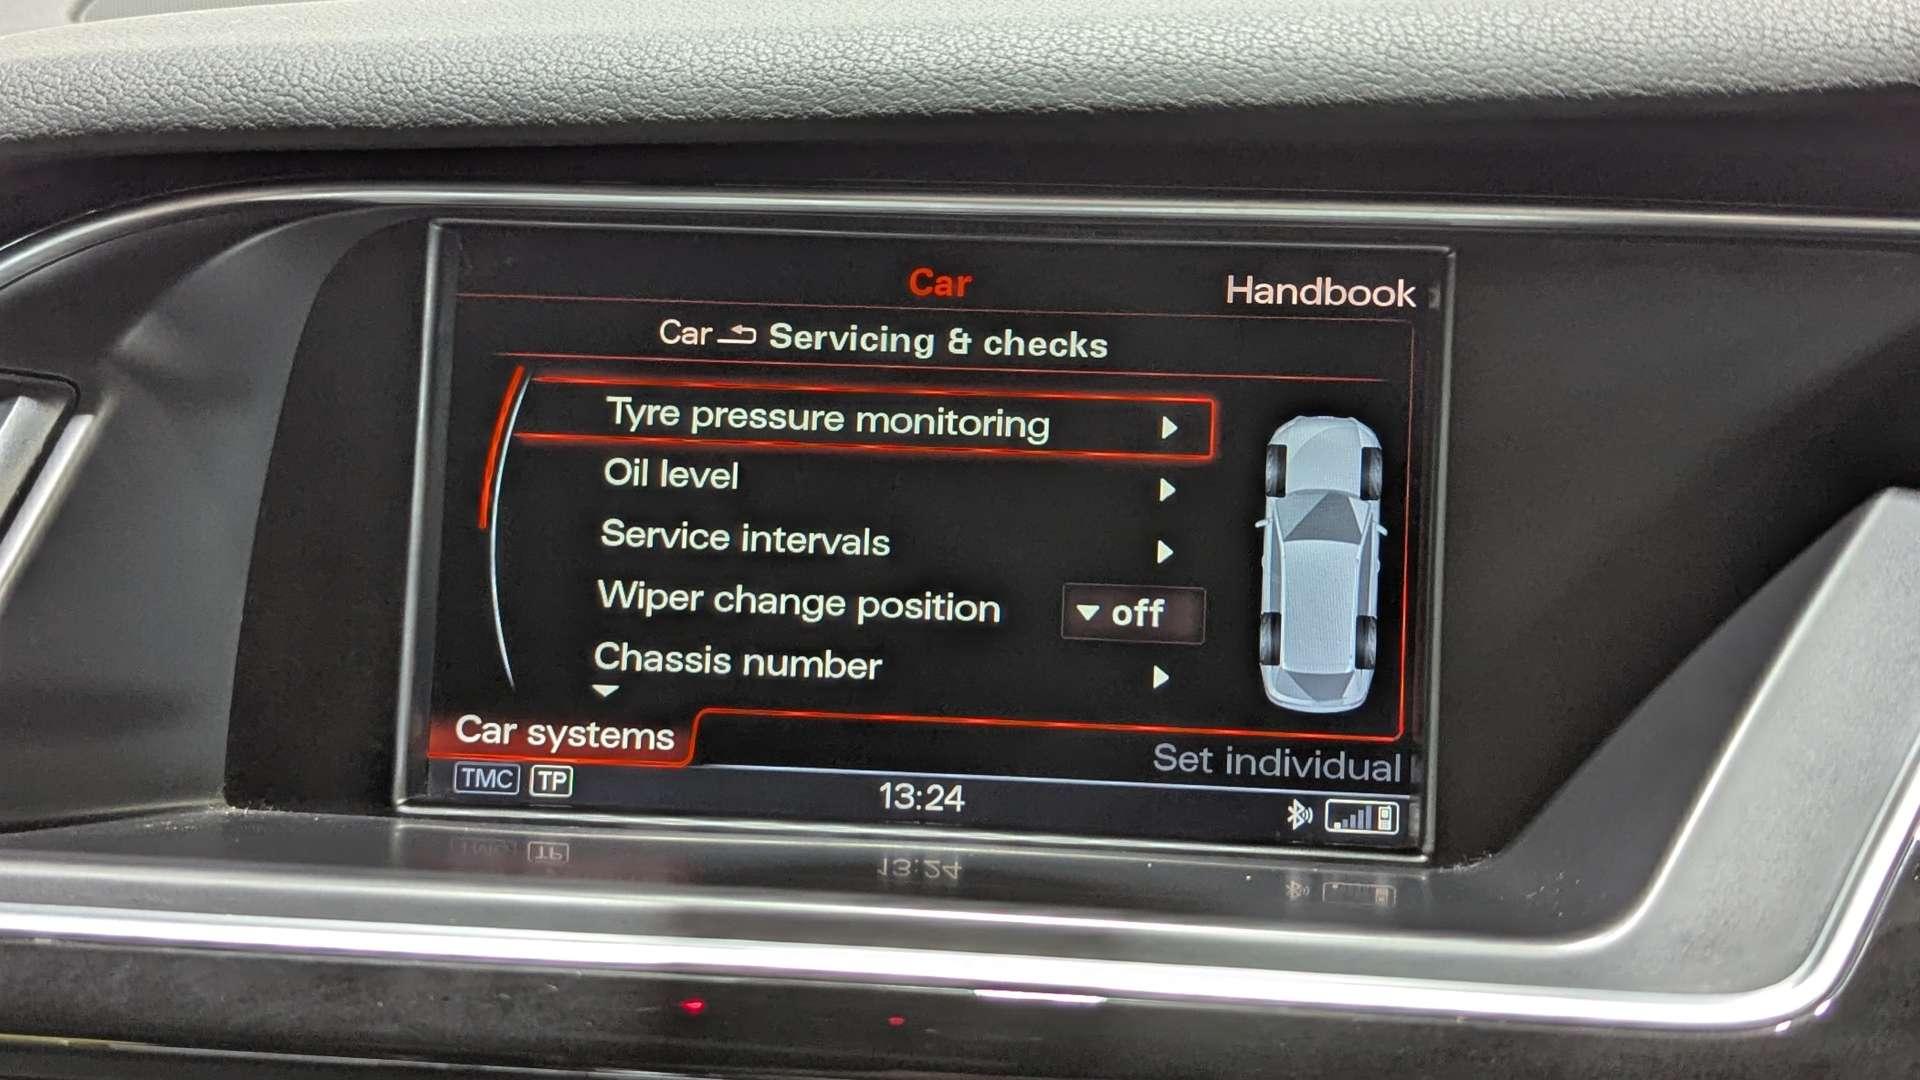 Car
Handbook
Car Servicing & checks
Tyre pressure monitoring
Oil level
Service intervals
Wiper change position off
Chassis number
Car systems
Set individual
TMC TP
13:24